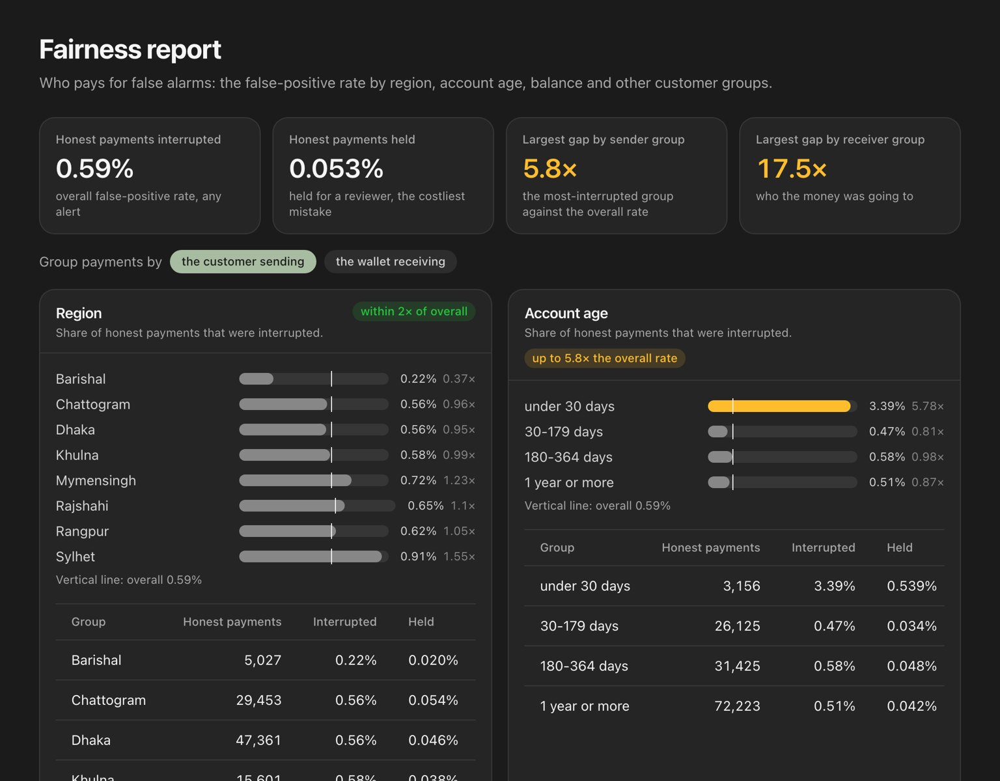 Fairness report
Who pays for false alarms: the false-positive rate by region, account age, balance and other customer groups.
Honest payments interrupted
0.59%
overall false-positive rate, any
alert
Honest payments held
0.053%
held for a reviewer, the costliest
mistake
Largest gap by sender group
5.8×
the most-interrupted group
against the overall rate
Largest gap by receiver group
17.5×
who the money was going to
Group payments by the customer sending the wallet receiving
Region within 2× of overall
Share of honest payments that were interrupted.
Barishal 0.22% 0.37×
Chattogram 0.56% 0.96×
Dhaka 0.56% 0.95×
Khulna 0.58% 0.99×
Mymensingh 0.72% 1.23×
Rajshahi 0.65% 1.1×
Rangpur 0.62% 1.05×
Sylhet 0.91% 1.55×
Vertical line: overall 0.59%
Group Honest payments Interrupted Held
Barishal 5,027 0.22% 0.020%
Chattogram 29,453 0.56% 0.054%
Dhaka 47,361 0.56% 0.046%
Khulna 15,601 0.58% 0.038%
Account age
Share of honest payments that were interrupted.
up to 5.8× the overall rate
under 30 days 3.39% 5.78×
30-179 days 0.47% 0.81×
180-364 days 0.58% 0.98×
1 year or more 0.51% 0.87×
Vertical line: overall 0.59%
Group Honest payments Interrupted Held
under 30 days 3,156 3.39% 0.539%
30-179 days 26,125 0.47% 0.034%
180-364 days 31,425 0.58% 0.048%
1 year or more 72,223 0.51% 0.042%